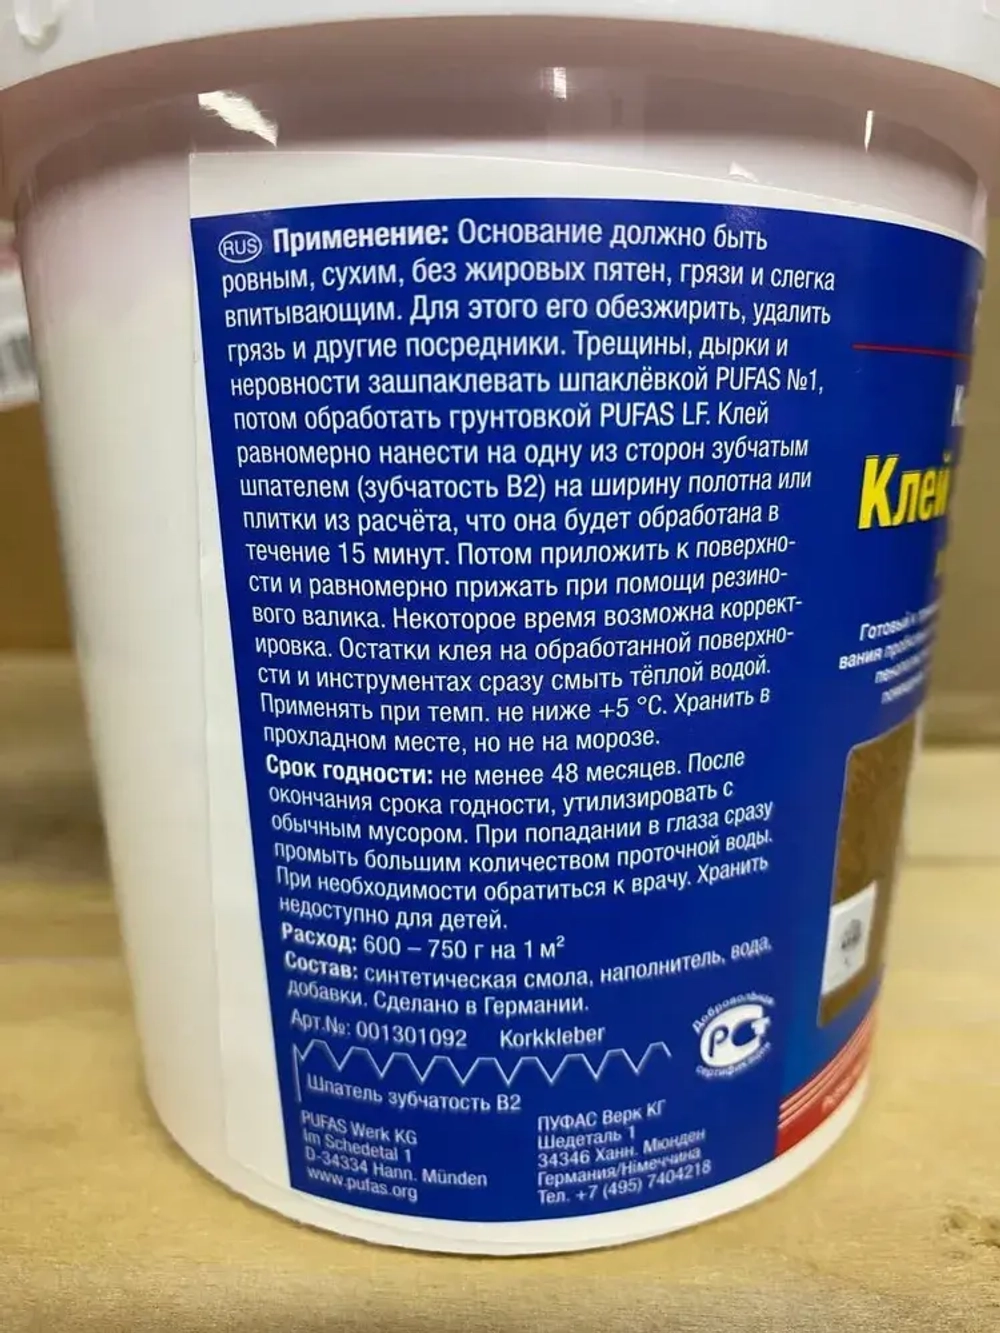 RUS Применение: Основание должно быть
ровным, сухим, без жировых пятен, грязи и слегка
впитывающим. Для этого его обезжирить, удалить
грязь и другие посредники. Трещины, дырки и
неровности зашпаклевать шпаклёвкой PUFAS №1,
потом обработать грунтовкой PUFAS LF. Клей
равномерно нанести на одну из сторон зубчатым
шпателем (зубчатость B2) на ширину полотна или
плитки из расчёта, что она будет обработана в
течение 15 минут. Потом приложить к поверхно-
сти и равномерно прижать при помощи резино-
вого валика. Некоторое время возможна коррект-
ировка. Остатки клея на обработанной поверхно-
сти и инструментах сразу смыть тёплой водой.
Применять при темп. не ниже +5 °C. Хранить в
прохладном месте, но не на морозе.
Срок годности: не менее 48 месяцев. После
окончания срока годности, утилизировать с
обычным мусором. При попадании в глаза сразу
промыть большим количеством проточной воды.
При необходимости обратиться к врачу. Хранить
недоступно для детей.
Расход: 600 – 750 г на 1 м²
Состав: синтетическая смола, наполнитель, вода,
добавки. Сделано в Германии.
Арт.№: 001301092 Korkkleber
Добровольная
РСТ
сертификация
Шпатель зубчатость B2
PUFAS Werk KG
Im Schedetal 1
D-34334 Hann. Münden
www.pufas.org
ПУФАС Верк КГ
Шедеталь 1
34346 Ханн. Мюнден
Германия/Німеччина
Тел. +7 (495) 7404218
Клей
Готовый к
вания